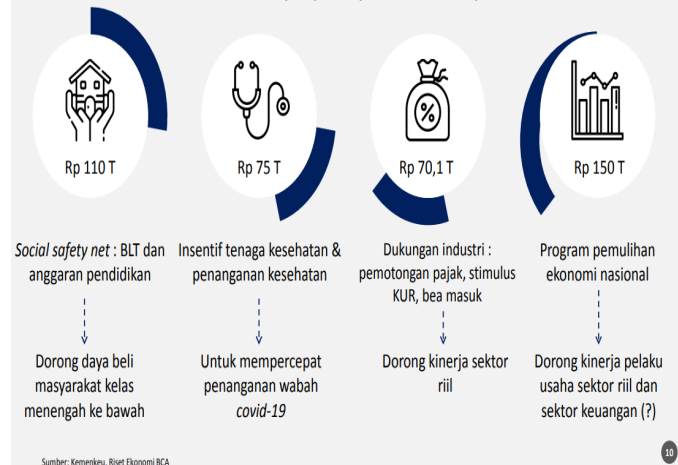 Rp 110 T
Rp 75 T
Rp 70,1 T
Rp 150 T
Social safety net : BLT dan
anggaran pendidikan
Insentif tenaga kesehatan &
penanganan kesehatan
Dukungan industri :
pemotongan pajak, stimulus
KUR, bea masuk
Program pemulihan
ekonomi nasional
Dorong daya beli
masyarakat kelas
menengah ke bawah
Untuk mempercepat
penanganan wabah
covid-19
Dorong kinerja sektor
riil
Dorong kinerja pelaku
usaha sektor riil dan
sektor keuangan (?)
Sumber: Kemenkeu, Riset Ekonomi BCA
10